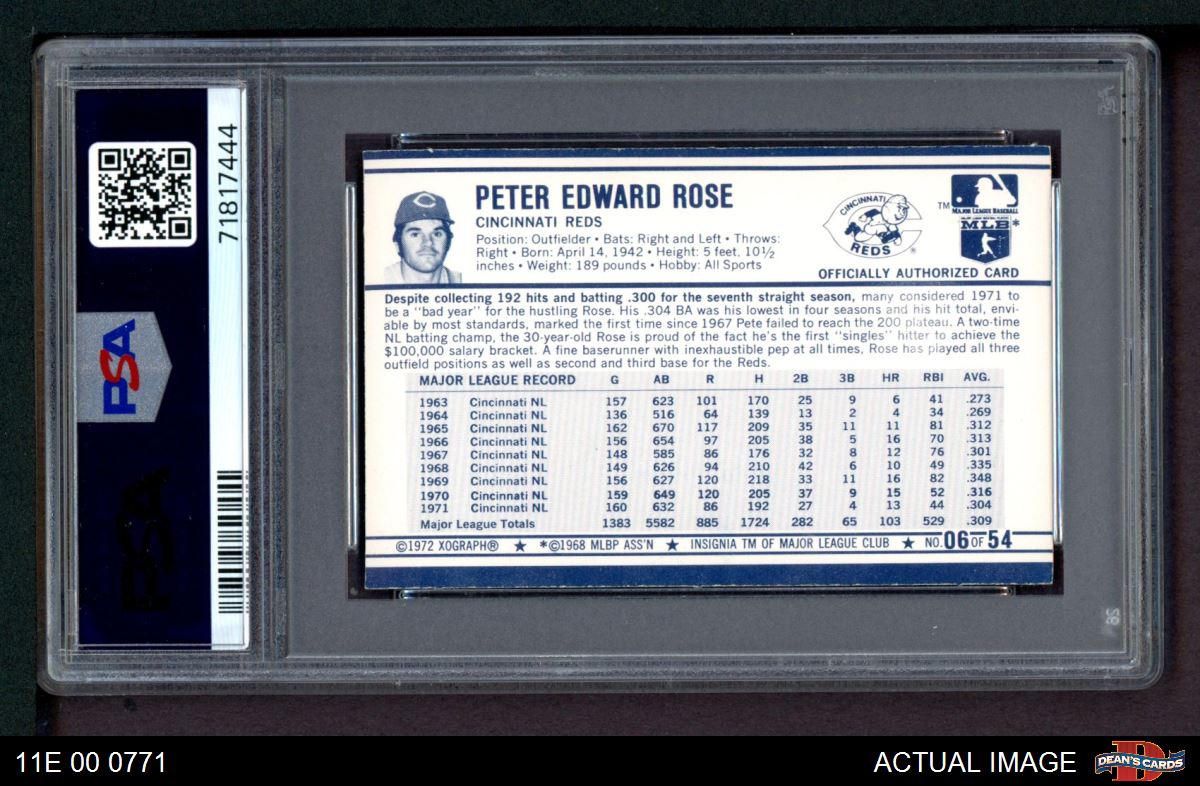 71817444
PSA
PSA
PETER EDWARD ROSE
CINCINNATI REDS
Position: Outfielder • Bats: Right and Left • Throws:
Right • Born: April 14, 1942 • Height: 5 feet, 10½
inches • Weight: 189 pounds • Hobby: All Sports
CINCINNATI
REDS
®
TM
MAJOR LEAGUE BASEBALL
MLB*
OFFICIALLY AUTHORIZED CARD
Despite collecting 192 hits and batting .300 for the seventh straight season, many considered 1971 to
be a "bad year" for the hustling Rose. His .304 BA was his lowest in four seasons and his hit total, envi-
able by most standards, marked the first time since 1967 Pete failed to reach the 200 plateau. A two-time
NL batting champ, the 30-year-old Rose is proud of the fact he's the first "singles" hitter to achieve the
$100,000 salary bracket. A fine baserunner with inexhaustible pep at all times, Rose has played all three
outfield positions as well as second and third base for the Reds.
MAJOR LEAGUE RECORD G AB R H 2B 3B HR RBI AVG.
1963 Cincinnati NL 157 623 101 170 25 9 6 41 .273
1964 Cincinnati NL 136 516 64 139 13 2 4 34 .269
1965 Cincinnati NL 162 670 117 209 35 11 11 81 .312
1966 Cincinnati NL 156 654 97 205 38 5 16 70 .313
1967 Cincinnati NL 148 585 86 176 32 8 12 76 .301
1968 Cincinnati NL 149 626 94 210 42 6 10 49 .335
1969 Cincinnati NL 156 627 120 218 33 11 16 82 .348
1970 Cincinnati NL 159 649 120 205 37 9 15 52 .316
1971 Cincinnati NL 160 632 86 192 27 4 13 44 .304
Major League Totals 1383 5582 885 1724 282 65 103 529 .309
©1972 XOGRAPH® ★ *©1968 MLBP ASS'N ★ INSIGNIA TM OF MAJOR LEAGUE CLUB ★ NO. 06 OF 54
11E 00 0771
ACTUAL IMAGE
DEAN'S CARDS